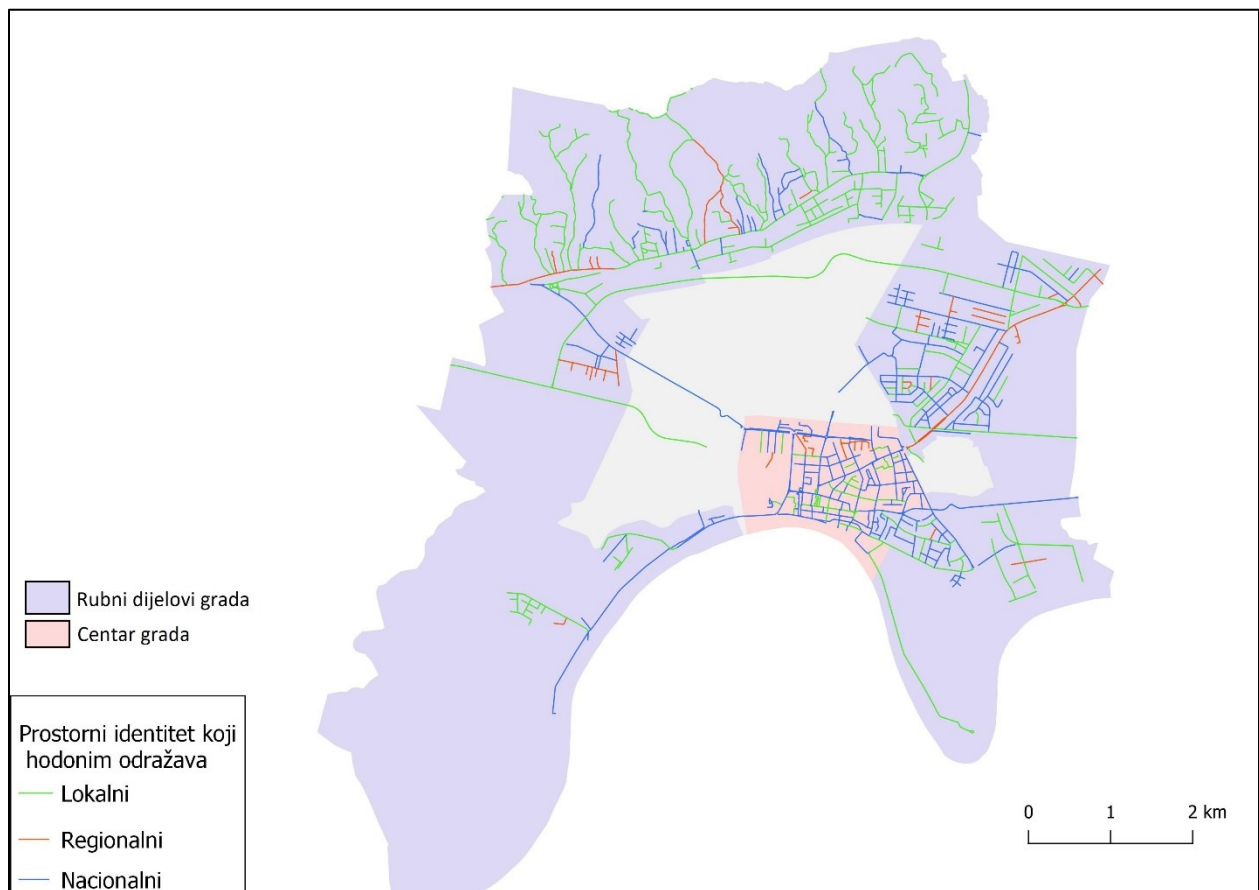 Rubni dijelovi grada
Centar grada
Prostorni identitet koji
hodonim odražava
Lokalni
Regionalni
Nacionalni
0 1 2 km